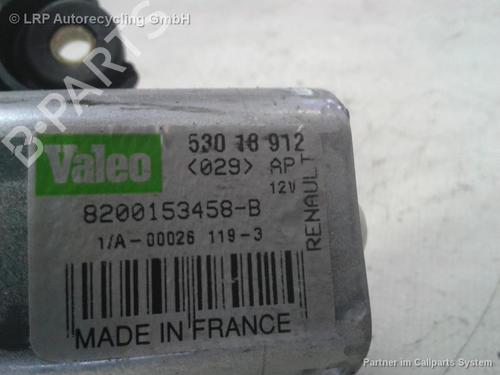 © LRP Autorecycling GmbH
B-PARTS
Valeo
530 18 912
<029> AP
12V
RENAULT
8200153458-B
1/A-00026 119-3
MADE IN FRANCE
Partner im Callparts System